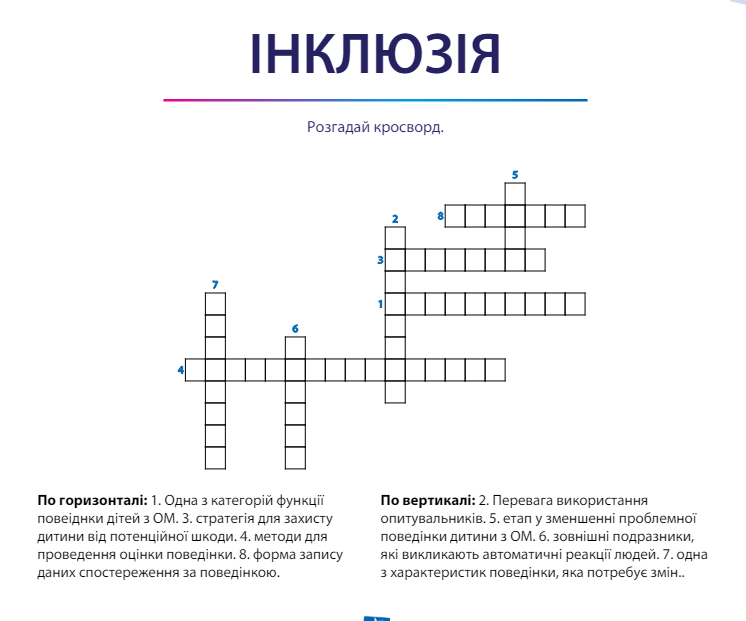 ІНКЛЮЗІЯ
Розгадай кросворд.
5
2
8
3
7
1
6
4
По горизонталі: 1. Одна з категорій функції
повеіднки дітей з ОМ. 3. стратегія для захисту
дитини від потенційної шкоди. 4. методи для
проведення оцінки поведінки. 8. форма запису
даних спостереження за поведінкою.
По вертикалі: 2. Перевага використання
опитувальників. 5. етап у зменшенні проблемної
поведінки дитини з ОМ. 6. зовнішні подразники,
які викликають автоматичні реакції людей. 7. одна
з характеристик поведінки, яка потребує змін..